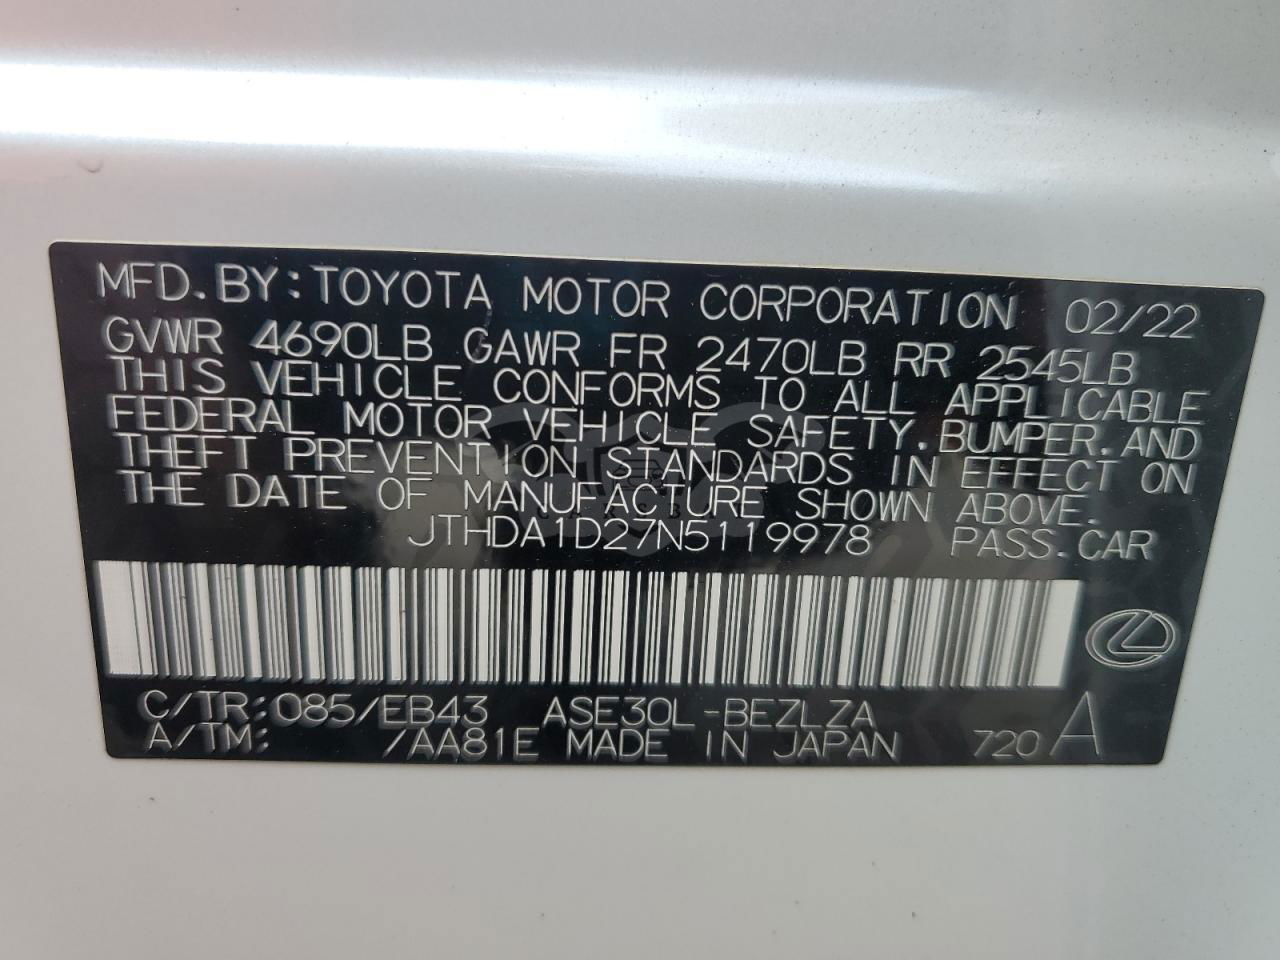 MFD.BY:TOYOTA MOTOR CORPORATION 02/22
GVWR 4690LB GAWR FR 2470LB RR 2545LB
THIS VEHICLE CONFORMS TO ALL APPLICABLE
FEDERAL MOTOR VEHICLE SAFETY.BUMPER.AND
THEFT PREVENTION STANDARDS IN EFFECT ON
THE DATE OF MANUFACTURE SHOWN ABOVE.
JTHDA1D27N5119978 PASS.CAR
C/TR:085/EB43 ASE30L-BEZLZA
A/TM: /AA81E MADE IN JAPAN 720 A